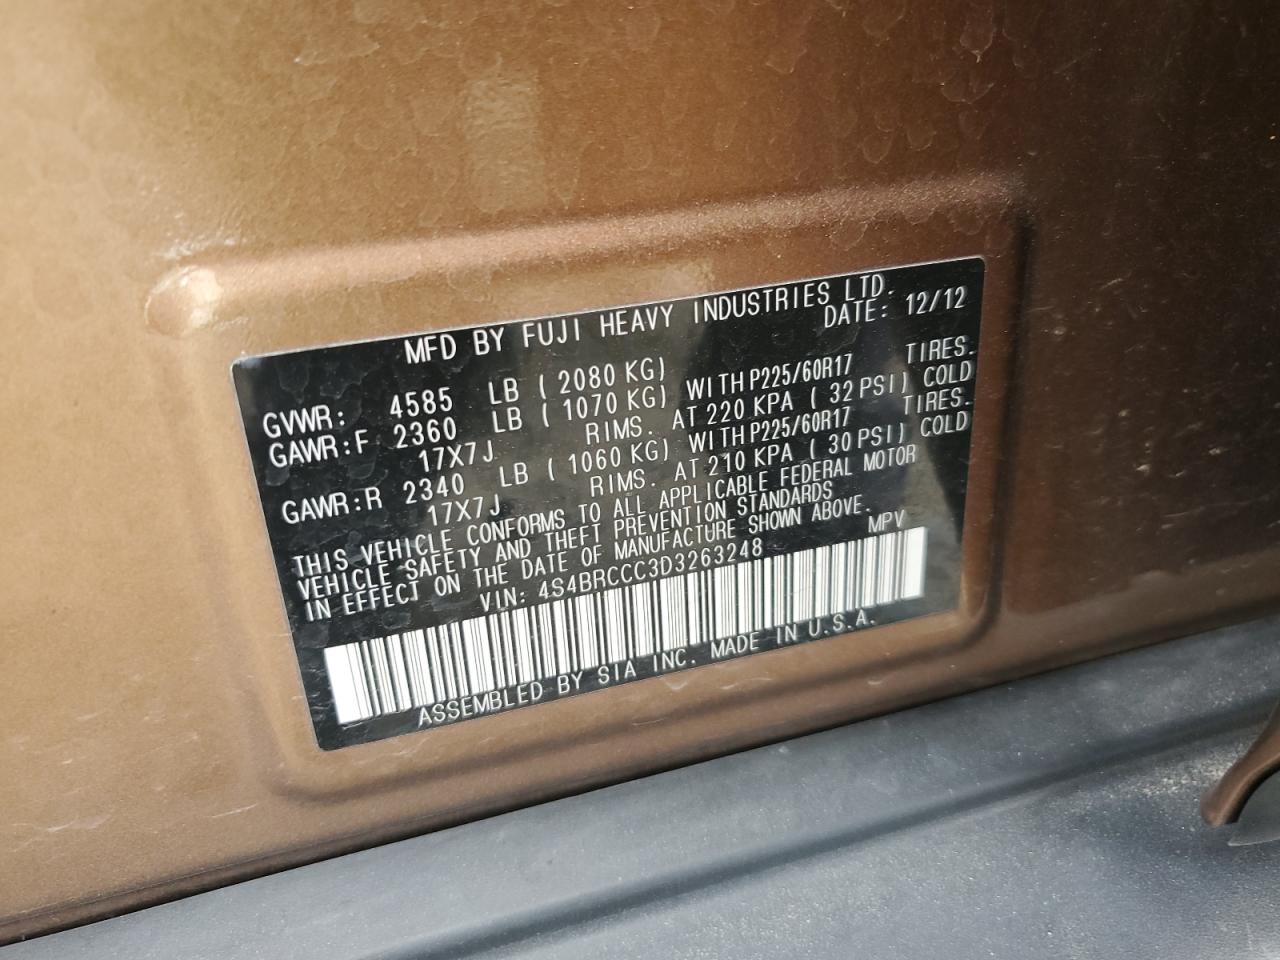 MFD BY FUJI HEAVY INDUSTRIES LTD.
DATE: 12/12
GVWR: 4585 LB ( 2080 KG)
GAWR:F 2360 LB ( 1070 KG) WITH P225/60R17 TIRES.
17X7J RIMS. AT 220 KPA ( 32 PSI) COLD
GAWR:R 2340 LB ( 1060 KG) WITH P225/60R17 TIRES.
17X7J RIMS. AT 210 KPA ( 30 PSI) COLD
THIS VEHICLE CONFORMS TO ALL APPLICABLE FEDERAL MOTOR
VEHICLE SAFETY AND THEFT PREVENTION STANDARDS
IN EFFECT ON THE DATE OF MANUFACTURE SHOWN ABOVE.
VIN: 4S4BRCCC3D3263248 MPV
ASSEMBLED BY SIA INC. MADE IN U.S.A.